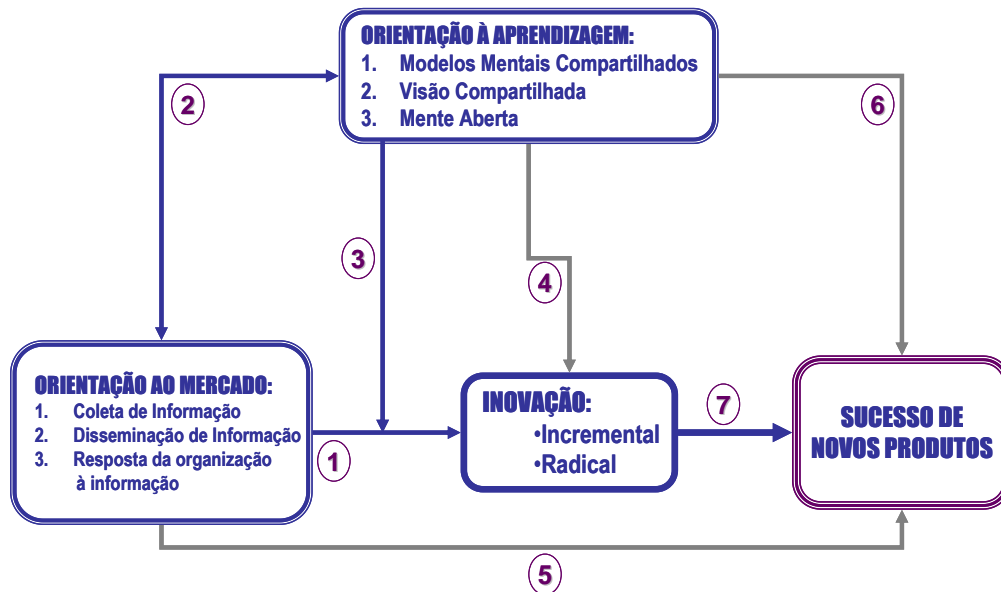 ORIENTAÇÃO À APRENDIZAGEM:
1. Modelos Mentais Compartilhados
2. Visão Compartilhada
3. Mente Aberta
2
6
3
4
ORIENTAÇÃO AO MERCADO:
1. Coleta de Informação
2. Disseminação de Informação
3. Resposta da organização
à informação
1
INOVAÇÃO:
•Incremental
•Radical
7
SUCESSO DE
NOVOS PRODUTOS
5